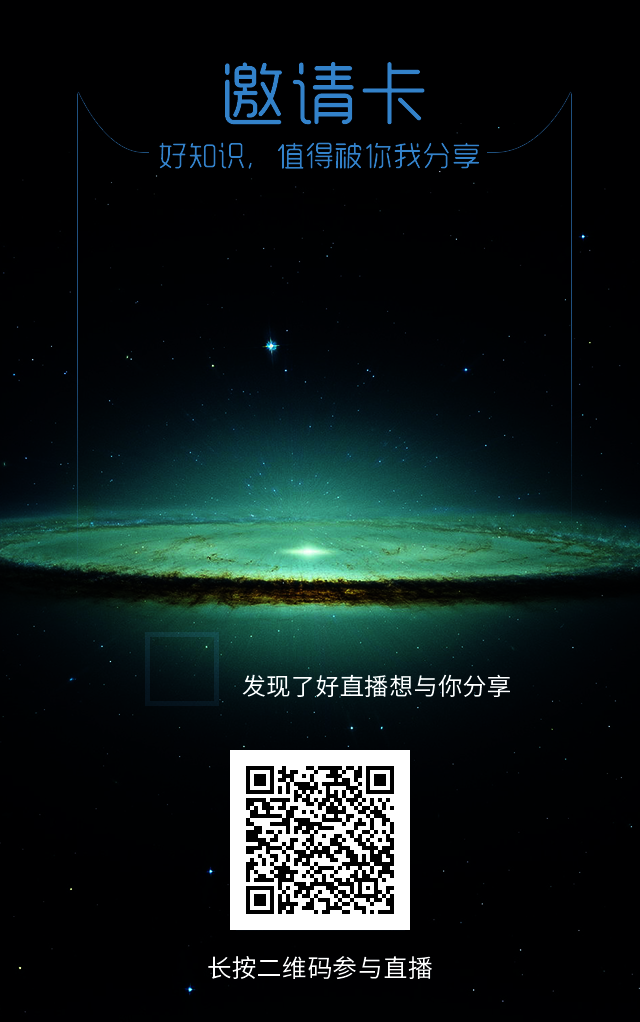 邀请卡
好知识，值得被你我分享
发现了好直播想与你分享
长按二维码参与直播